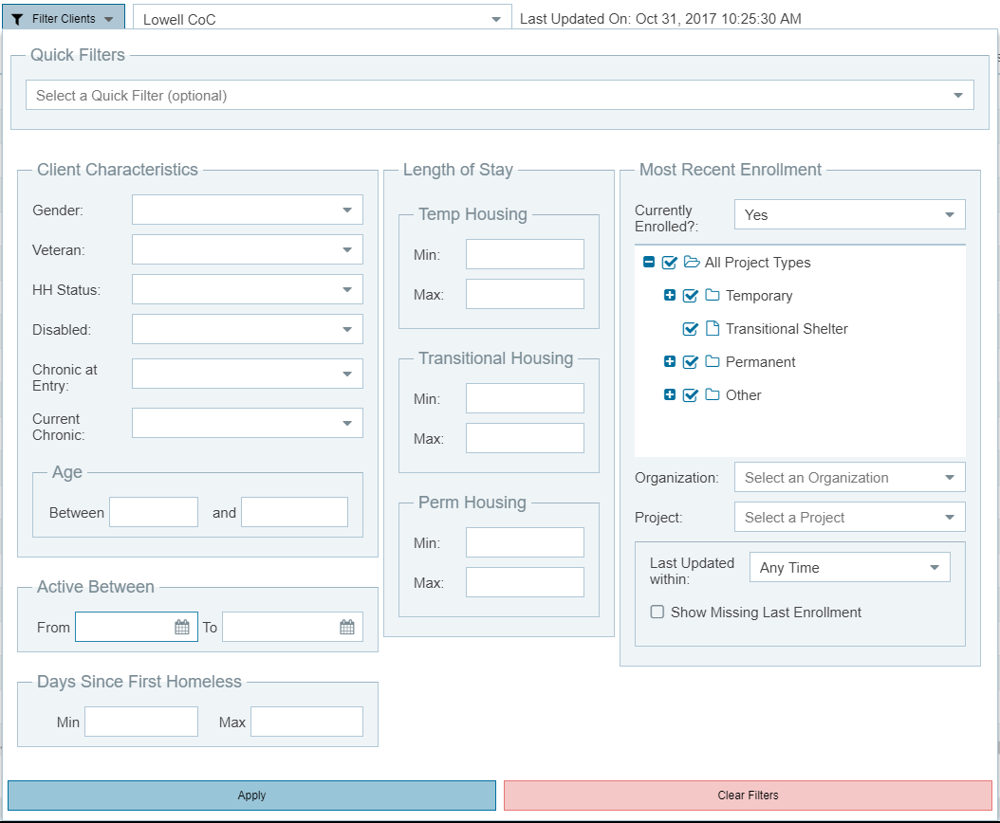 Filter Clients
Lowell CoC
Last Updated On: Oct 31, 2017 10:25:30 AM
Quick Filters
Select a Quick Filter (optional)
Client Characteristics
Gender:
Veteran:
HH Status:
Disabled:
Chronic at
Entry:
Current
Chronic:
Age
Between
and
Active Between
From
To
Days Since First Homeless
Min
Max
Length of Stay
Temp Housing
Min:
Max:
Transitional Housing
Min:
Max:
Perm Housing
Min:
Max:
Most Recent Enrollment
Currently
Enrolled?:
Yes
All Project Types
Temporary
Transitional Shelter
Permanent
Other
Organization:
Select an Organization
Project:
Select a Project
Last Updated
within:
Any Time
Show Missing Last Enrollment
Apply
Clear Filters